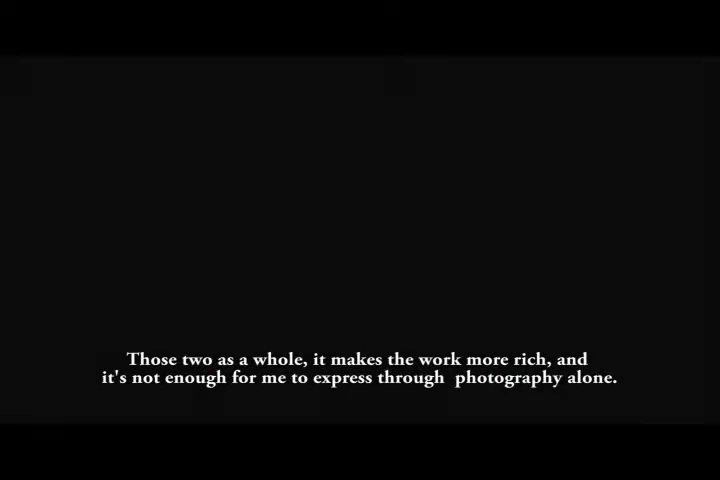 Those two as a whole, it makes the work more rich, and
it's not enough for me to express through  photography alone.